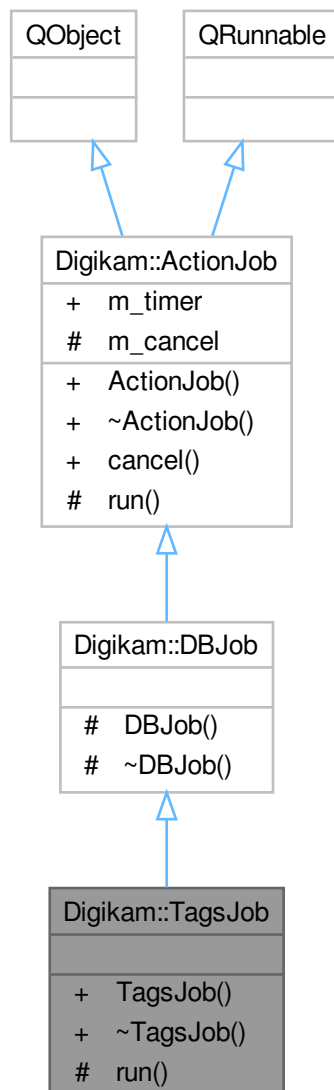 QObject
QRunnable
Digikam::ActionJob
+ m_timer
# m_cancel
+ ActionJob()
+ ~ActionJob()
+ cancel()
# run()
Digikam::DBJob
# DBJob()
# ~DBJob()
Digikam::TagsJob
+ TagsJob()
+ ~TagsJob()
# run()